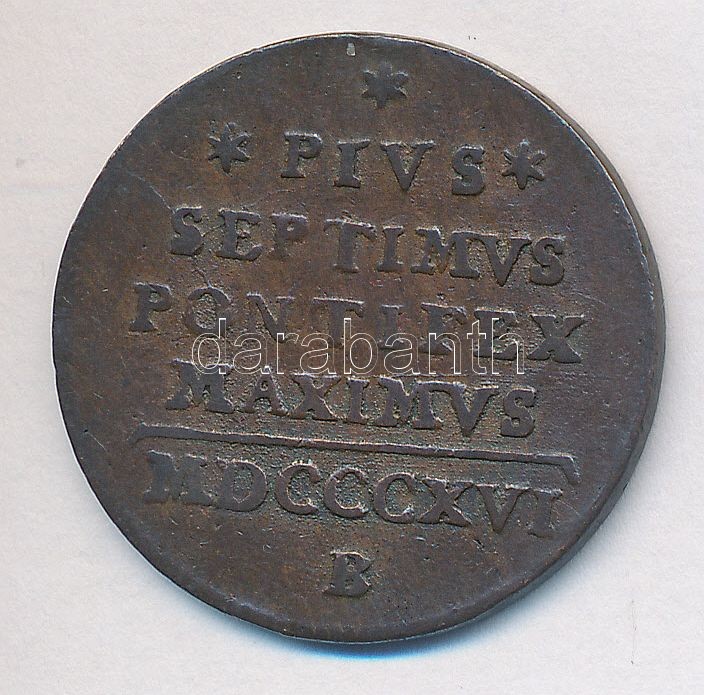 * PIVS *
SEPTIMVS
PONTIFEX
MAXIMVS
MDCCCXVI
B
darabanth